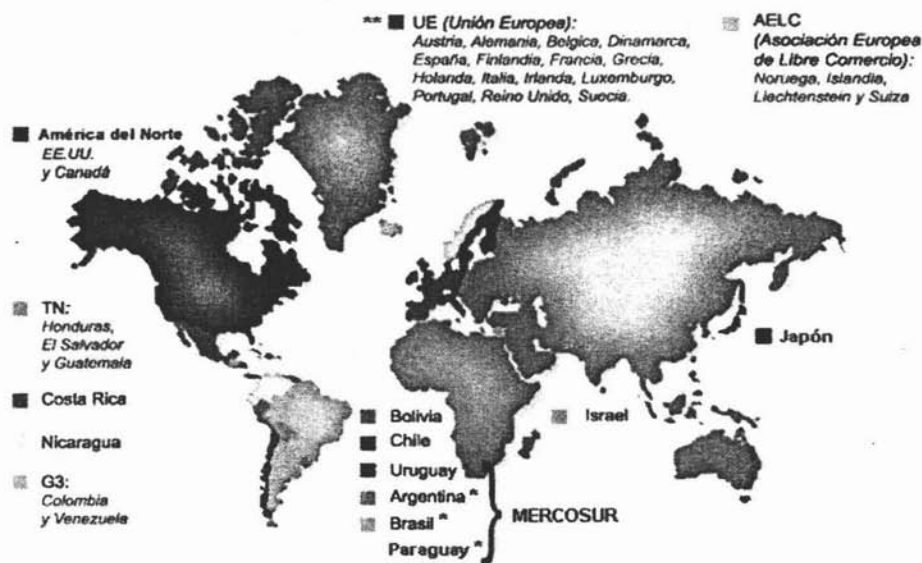 ** UE (Unión Europea):
Austria, Alemania, Belgica, Dinamarca,
España, Finlandia, Francia, Grecia,
Holanda, Italia, Irlanda, Luxemburgo,
Portugal, Reino Unido, Suecia.
AELC
(Asociación Europea
de Libre Comercio):
Noruega, Islandia,
Liechtenstein y Suiza
América del Norte
EE.UU.
y Canadá
TN:
Honduras,
El Salvador
y Guatemala
Costa Rica
Nicaragua
G3:
Colombia
y Venezuela
Bolivia
Chile
Uruguay
Argentina *
Brasil *
Paraguay *
MERCOSUR
Israel
Japón